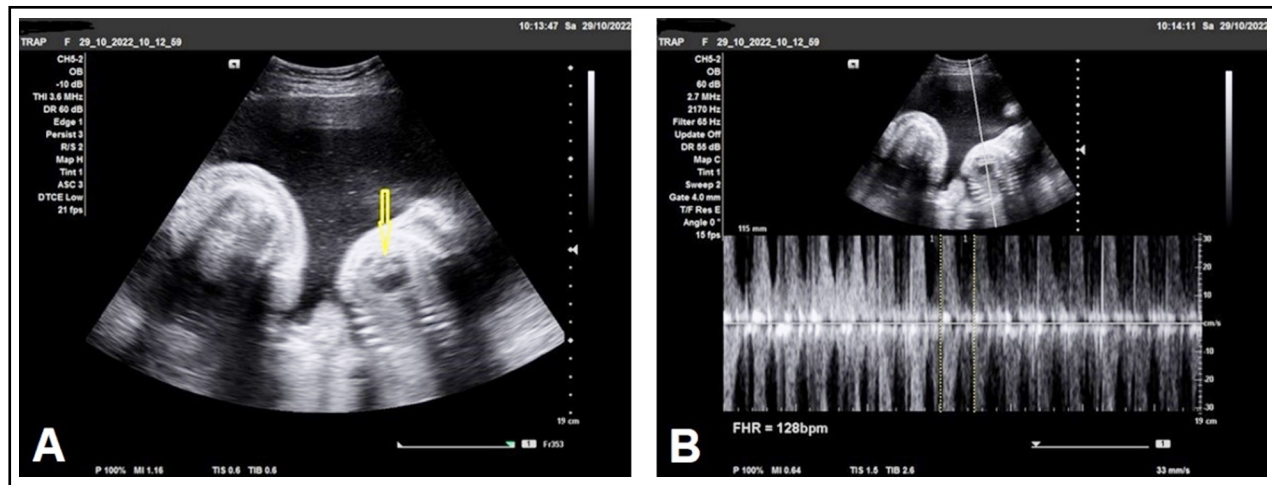 10:13:47 Sa 29/10/2022
TRAP F 29_10_2022_10_12_59
CH5-2
OB
-10 dB
THI 3.6 MHz
DR 60 dB
Edge 1
Persist 3
R/S 2
Map H
Tint 1
ASC 3
DTCE Low
21 fps
19 cm
1 Fr353
A
P 100% MI 1.16 TIS 0.6 TIB 0.6
10:14:11 Sa 29/10/2022
TRAP F 29_10_2022_10_12_59
CH5-2
OB
60 dB
2.7 MHz
2170 Hz
Filter 65 Hz
Update Off
DR 55 dB
Map C
Tint 1
Sweep 2
Gate 4.0 mm
T/F Res E
Angle 0 °
15 fps
115 mm
1 1
30
20
10
cm/s
-10
-20
-30
19 cm
FHR = 128bpm
1
B
P 100% MI 0.64 TIS 1.5 TIB 2.6 33 mm/s